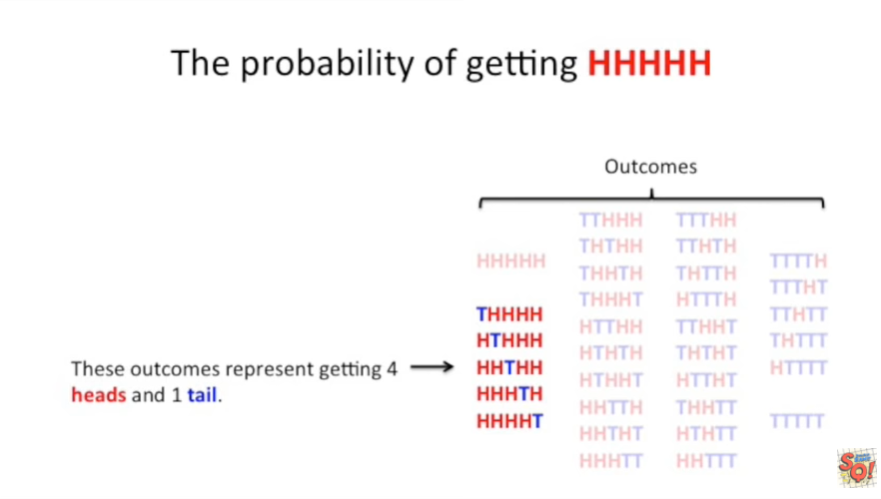 The probability of getting HHHHH
Outcomes
HHHHH
THHHH
HTHHH
HHTHH
HHHTH
HHHHT
TTHHH
THTHH
THHTH
THHHT
HTTHH
HTHTH
HTHHT
HHTTH
HHTHT
HHHTT
TTTHH
TTHTH
THTTH
HTTTH
TTHHT
THTHT
HTTHT
THHTT
HTHTT
HHTTT
TTTTH
TTTHT
TTHTT
THTTT
HTTTT
TTTTT
These outcomes represent getting 4
heads and 1 tail.
SO!